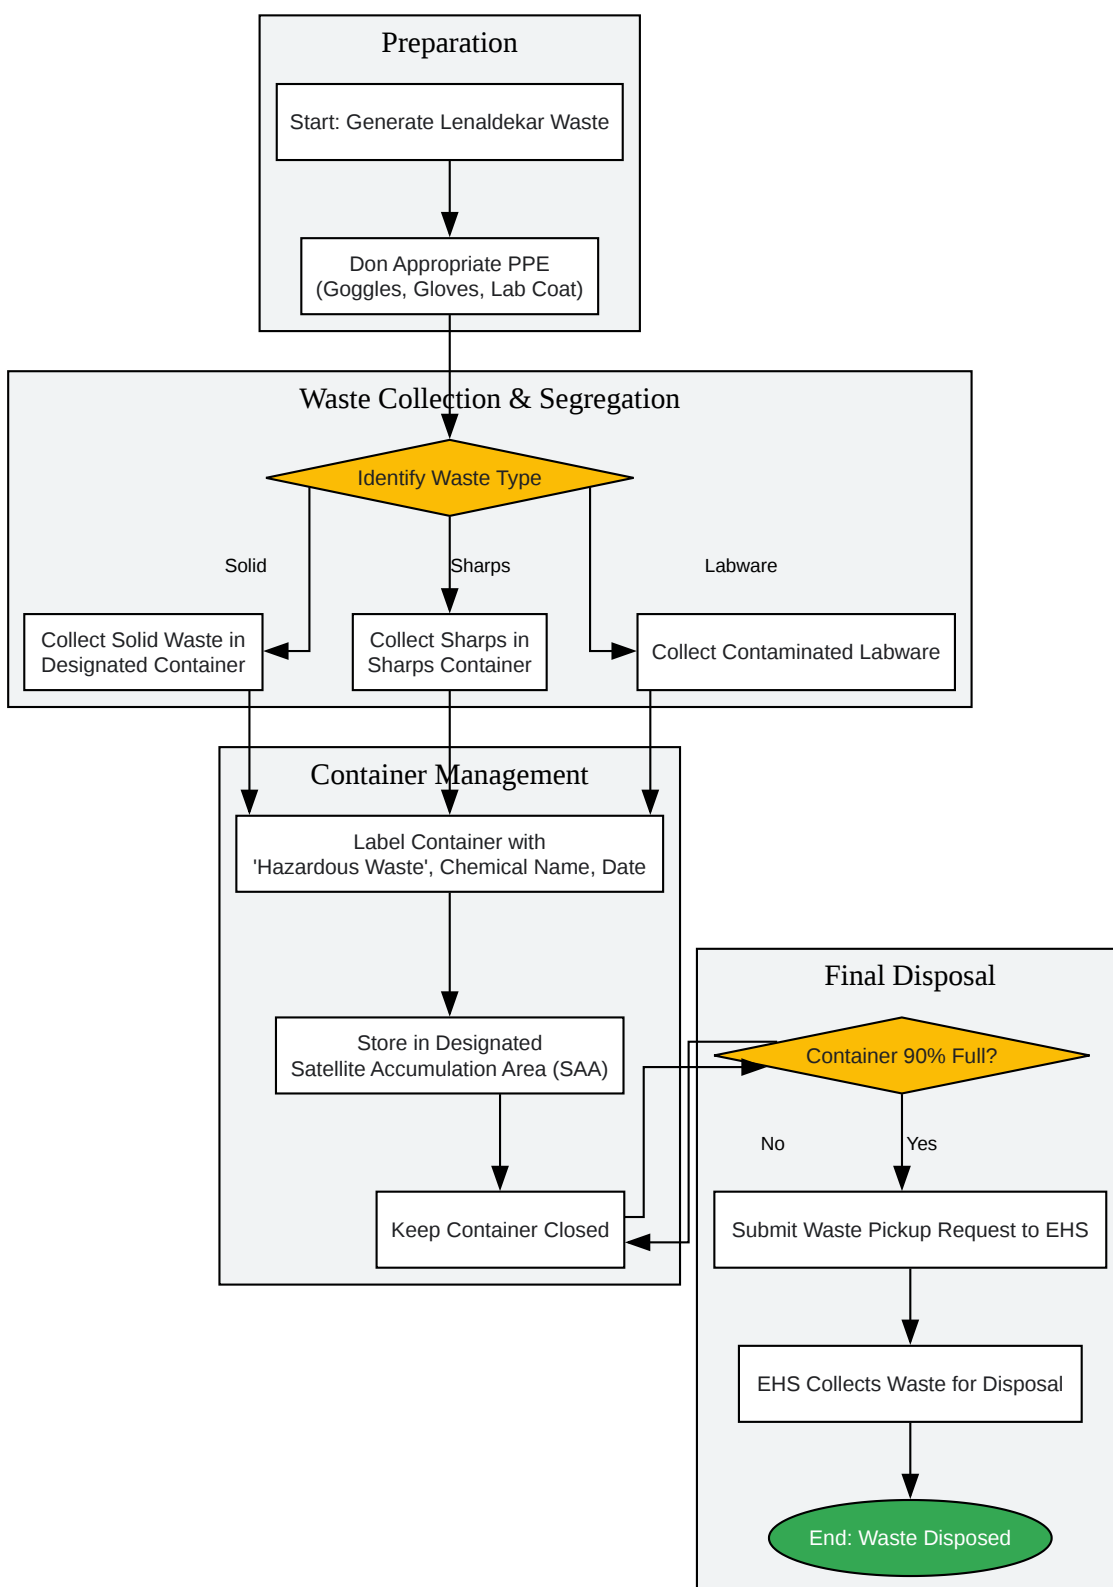 Preparation
Start: Generate Lenaldekar Waste
Don Appropriate PPE
(Goggles, Gloves, Lab Coat)
Waste Collection & Segregation
Identify Waste Type
Solid
Sharps
Labware
Collect Solid Waste in
Designated Container
Collect Sharps in
Sharps Container
Collect Contaminated Labware
Container Management
Label Container with
'Hazardous Waste', Chemical Name, Date
Store in Designated
Satellite Accumulation Area (SAA)
Keep Container Closed
Final Disposal
Container 90% Full?
No
Yes
Submit Waste Pickup Request to EHS
EHS Collects Waste for Disposal
End: Waste Disposed